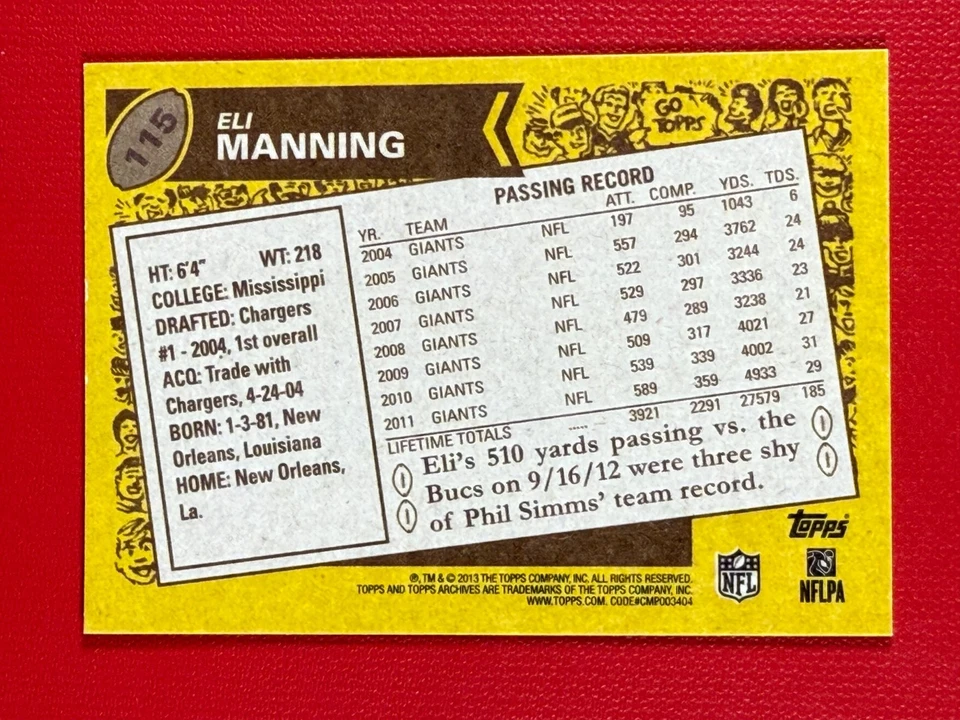 115
ELI
MANNING
GO
TOPPS
HT: 6'4" WT: 218
COLLEGE: Mississippi
DRAFTED: Chargers
#1 - 2004, 1st overall
ACQ: Trade with
Chargers, 4-24-04
BORN: 1-3-81, New
Orleans, Louisiana
HOME: New Orleans,
La.
PASSING RECORD
YR. TEAM ATT. COMP. YDS. TDS.
2004 GIANTS NFL 197 95 1043 6
2005 GIANTS NFL 557 294 3762 24
2006 GIANTS NFL 522 301 3244 24
2007 GIANTS NFL 529 297 3336 23
2008 GIANTS NFL 479 289 3238 21
2009 GIANTS NFL 509 317 4021 27
2010 GIANTS NFL 539 339 4002 31
2011 GIANTS NFL 589 359 4933 29
LIFETIME TOTALS ..... 3921 2291 27579 185
Eli's 510 yards passing vs. the
Bucs on 9/16/12 were three shy
of Phil Simms' team record.
Topps
NFL
NFLPA
®, TM & © 2013 THE TOPPS COMPANY, INC. ALL RIGHTS RESERVED.
TOPPS AND TOPPS ARCHIVES ARE TRADEMARKS OF THE TOPPS COMPANY, INC.
WWW.TOPPS.COM. CODE#CMP003404